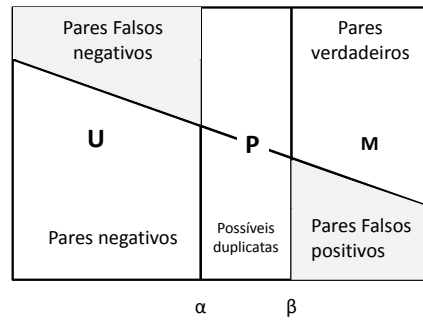 Pares Falsos
negativos
Pares
verdadeiros
U
P
M
Pares negativos
Possíveis
duplicatas
Pares Falsos
positivos
α
β